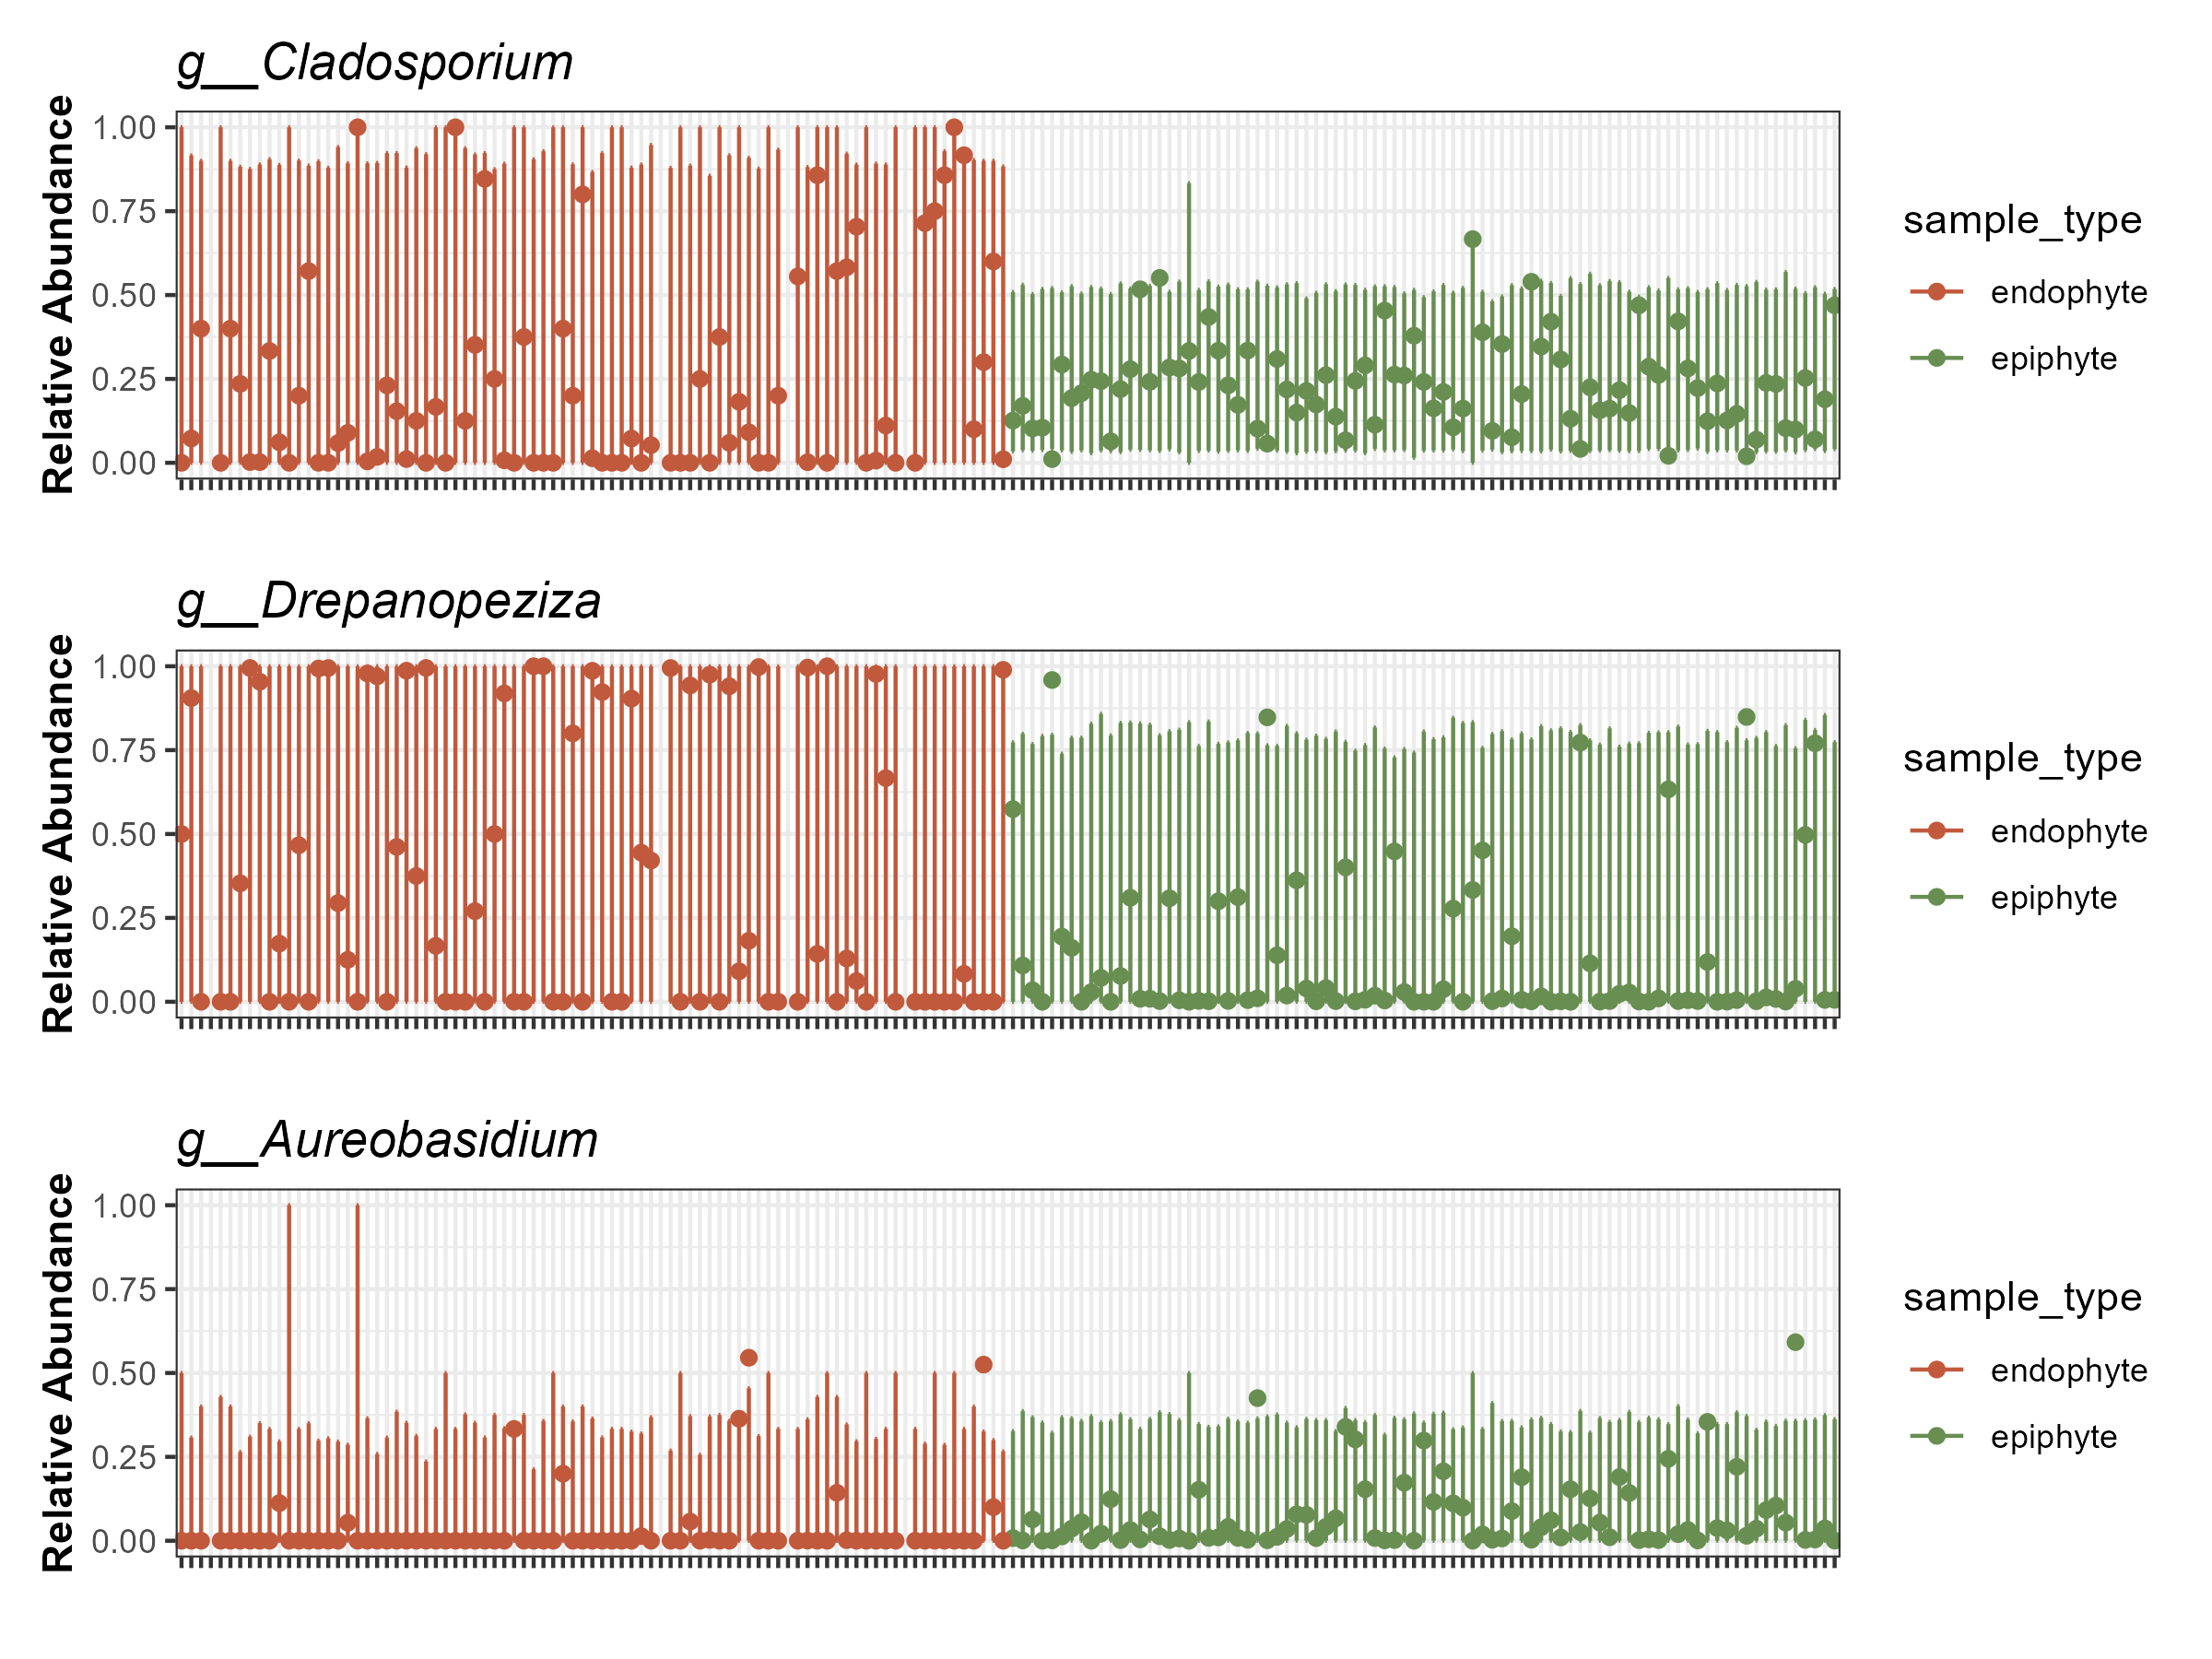 g__Cladosporium
Relative Abundance
1.00
0.75
0.50
0.25
0.00
sample_type
endophyte
epiphyte
g__Drepanopeziza
Relative Abundance
1.00
0.75
0.50
0.25
0.00
sample_type
endophyte
epiphyte
g__Aureobasidium
Relative Abundance
1.00
0.75
0.50
0.25
0.00
sample_type
endophyte
epiphyte